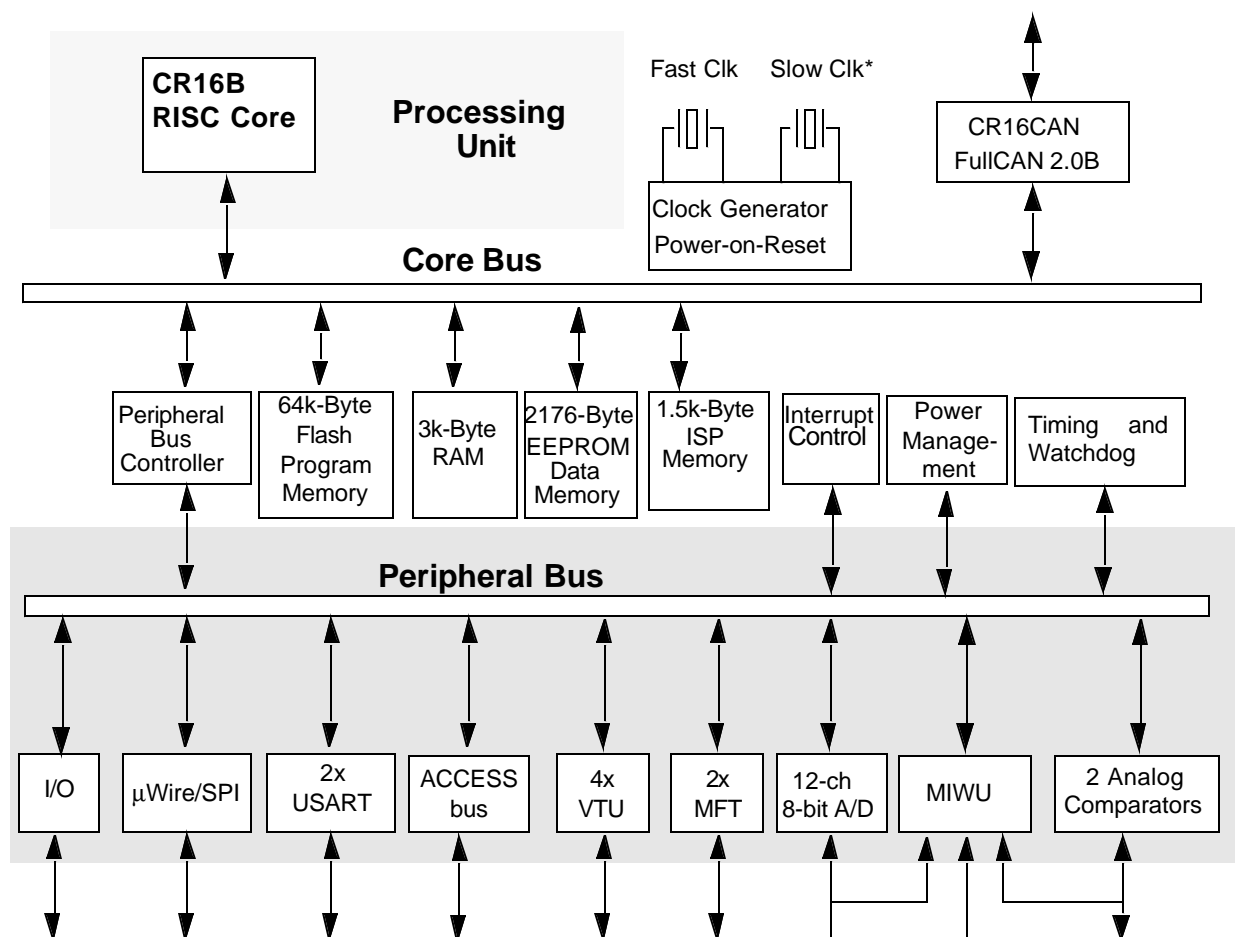 CR16B
RISC Core
Processing
Unit
Fast Clk
Slow Clk*
CR16CAN
FullCAN 2.0B
Clock Generator
Power-on-Reset
Core Bus
Peripheral
Bus
Controller
64k-Byte
Flash
Program
Memory
3k-Byte
RAM
2176-Byte
EEPROM
Data
Memory
1.5k-Byte
ISP
Memory
Interrupt
Control
Power
Manage-
ment
Timing and
Watchdog
Peripheral Bus
I/O
µWire/SPI
2x
USART
ACCESS
bus
4x
VTU
2x
MFT
12-ch
8-bit A/D
MIWU
2 Analog
Comparators